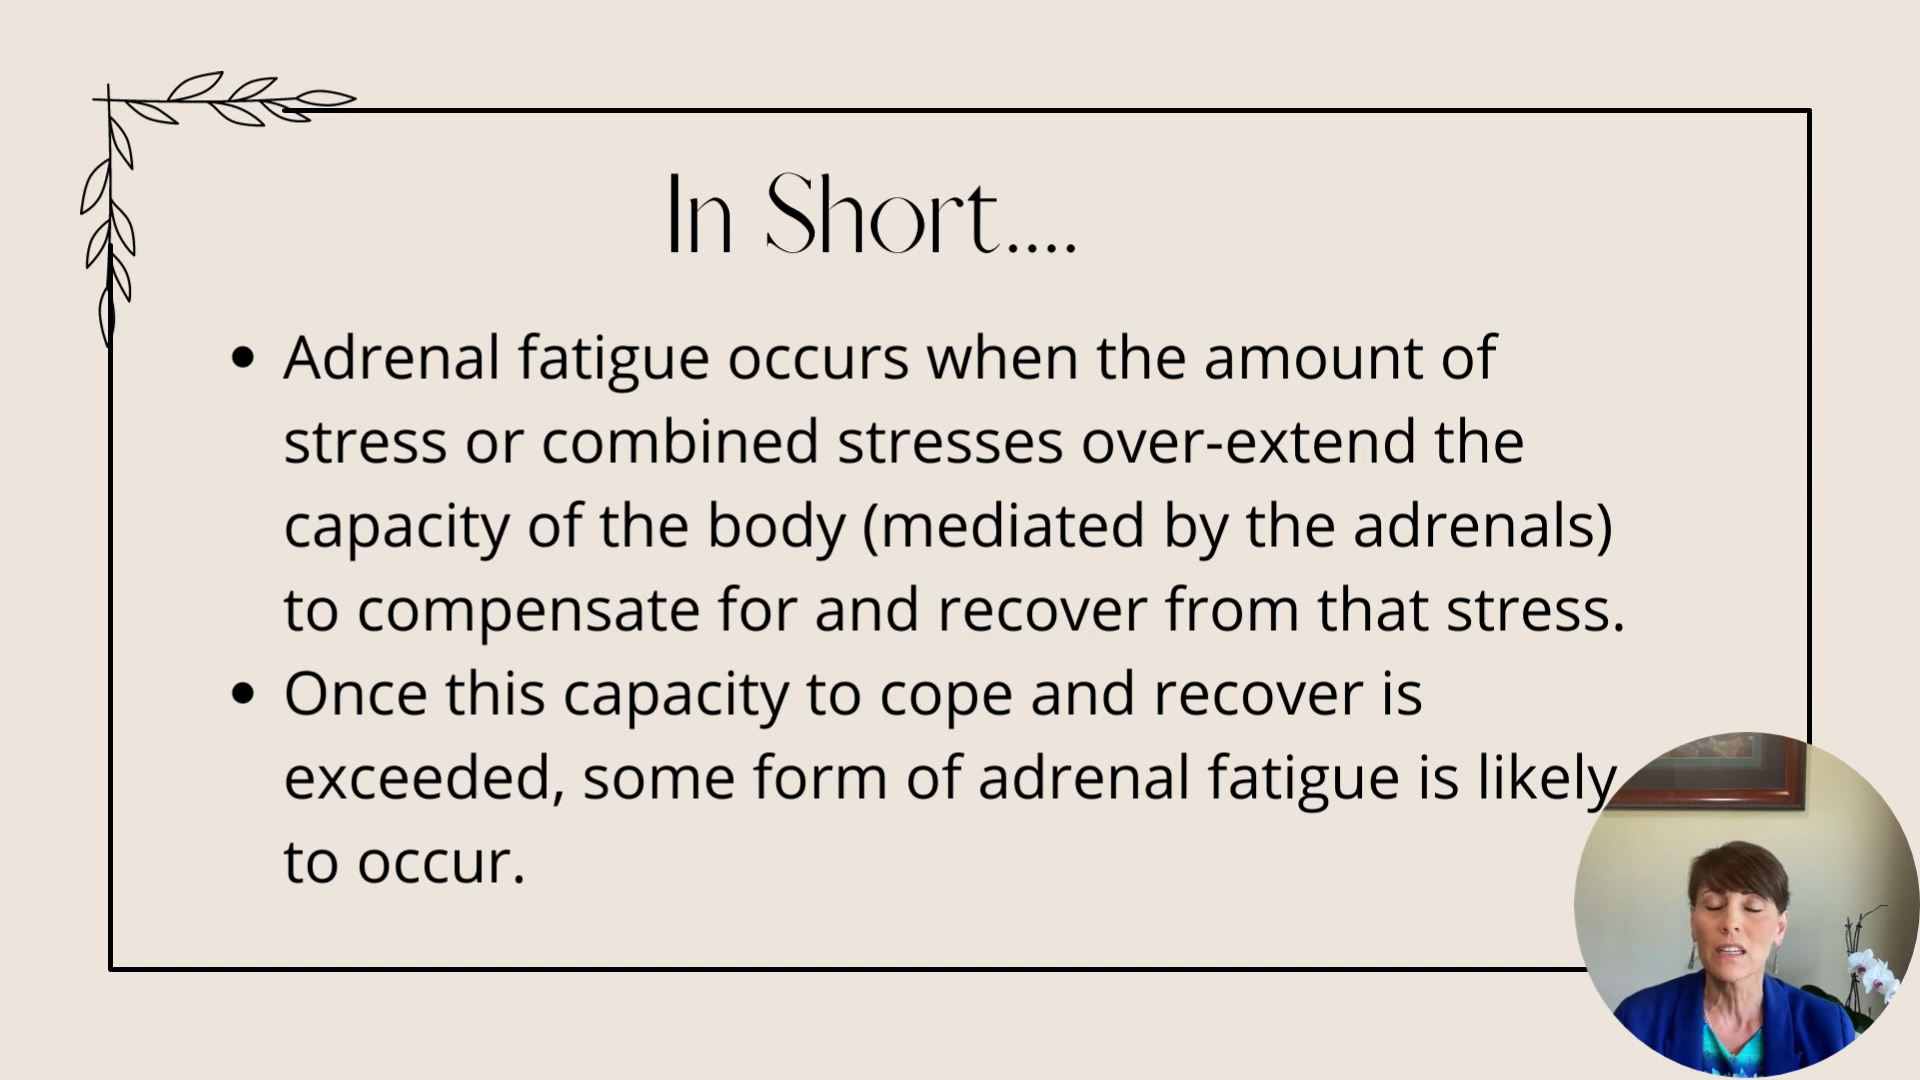 In Short....
• Adrenal fatigue occurs when the amount of
stress or combined stresses over-extend the
capacity of the body (mediated by the adrenals)
to compensate for and recover from that stress.
• Once this capacity to cope and recover is
exceeded, some form of adrenal fatigue is likely
to occur.